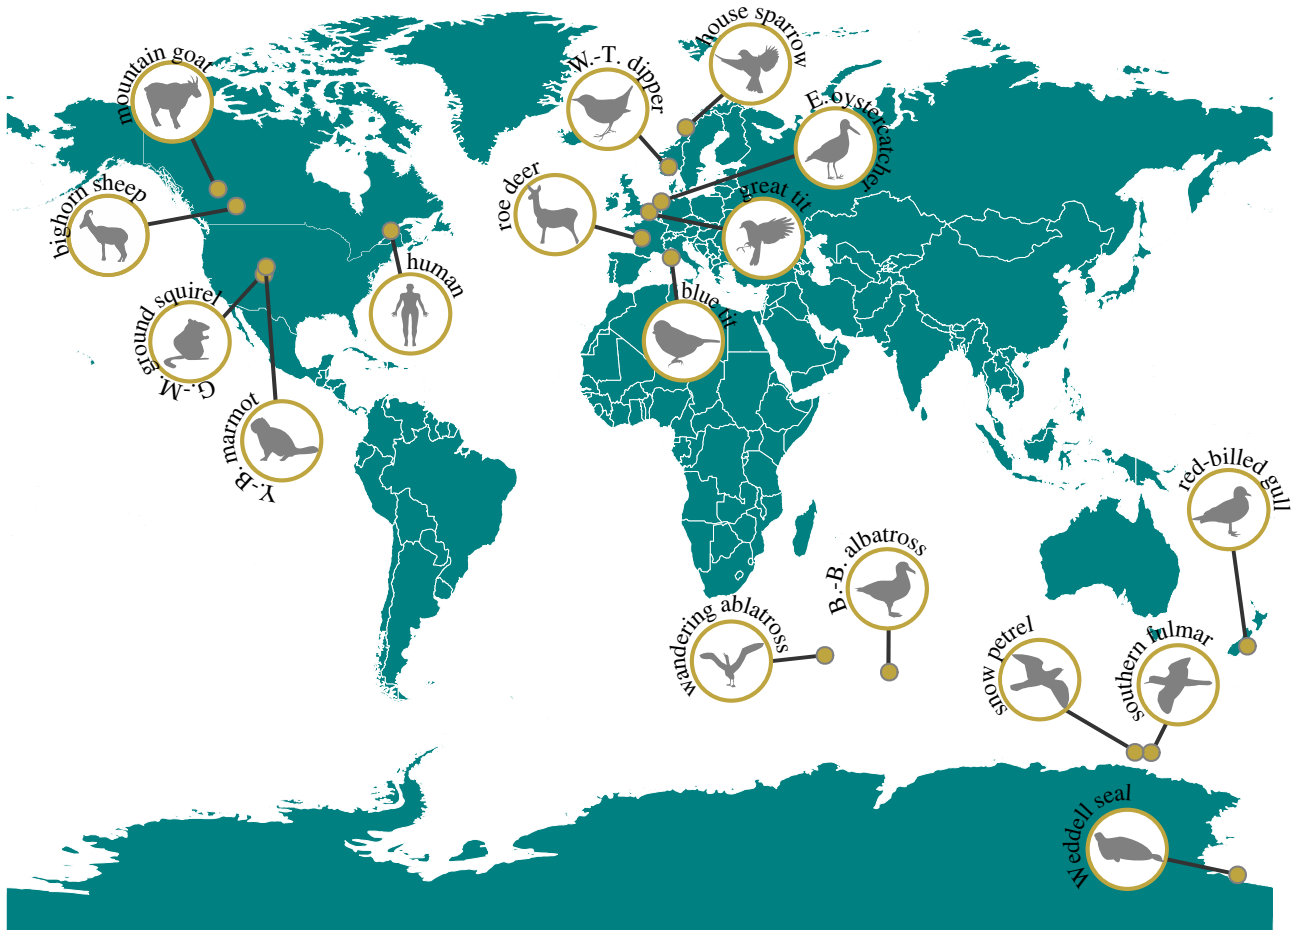 house sparrow
mountain goat
W.-T. dipper
E.oystercatcher
roe deer
great tit
bighorn sheep
human
G.-M. ground squirrel
blue tit
Y.-B. marmot
red-billed gull
B.-B. albatross
wandering ablatross
snow petrel
southern fulmar
Weddell seal